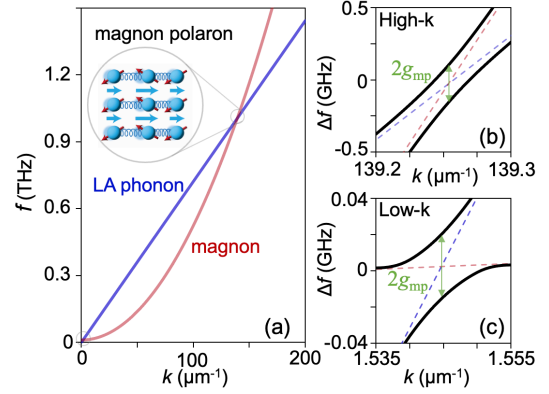 1.2
0.9
0.6
0.3
0
f (THz)
magnon polaron
LA phonon
magnon
(a)
0
100
200
k (μm⁻¹)
0.5
0
-0.5
Δf (GHz)
High-k
2gmp
(b)
139.2
139.3
k (μm⁻¹)
0.04
0
-0.04
Δf (GHz)
Low-k
2gmp
(c)
1.535
1.555
k (μm⁻¹)